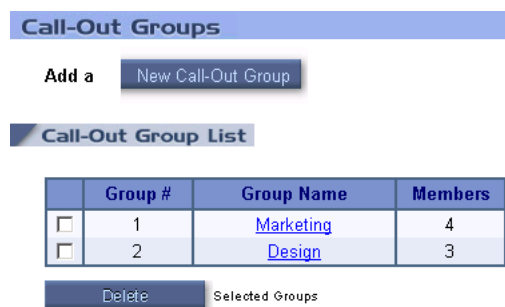 Call-Out Groups
Add a New Call-Out Group
Call-Out Group List
Group # Group Name Members
1 Marketing 4
2 Design 3
Delete Selected Groups